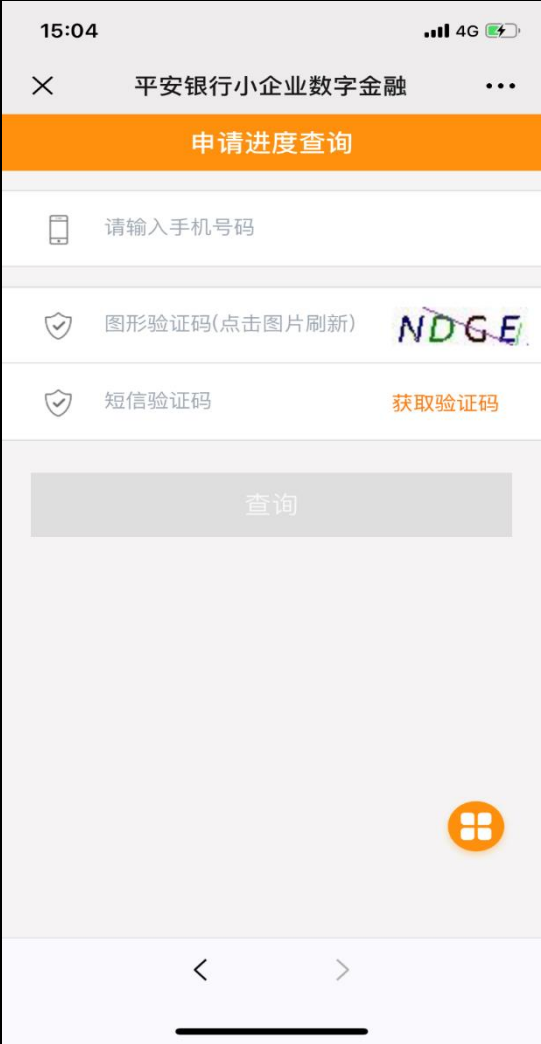 15:04
4G
平安银行小企业数字金融
申请进度查询
请输入手机号码
图形验证码(点击图片刷新)
NDGE
短信验证码
获取验证码
查询